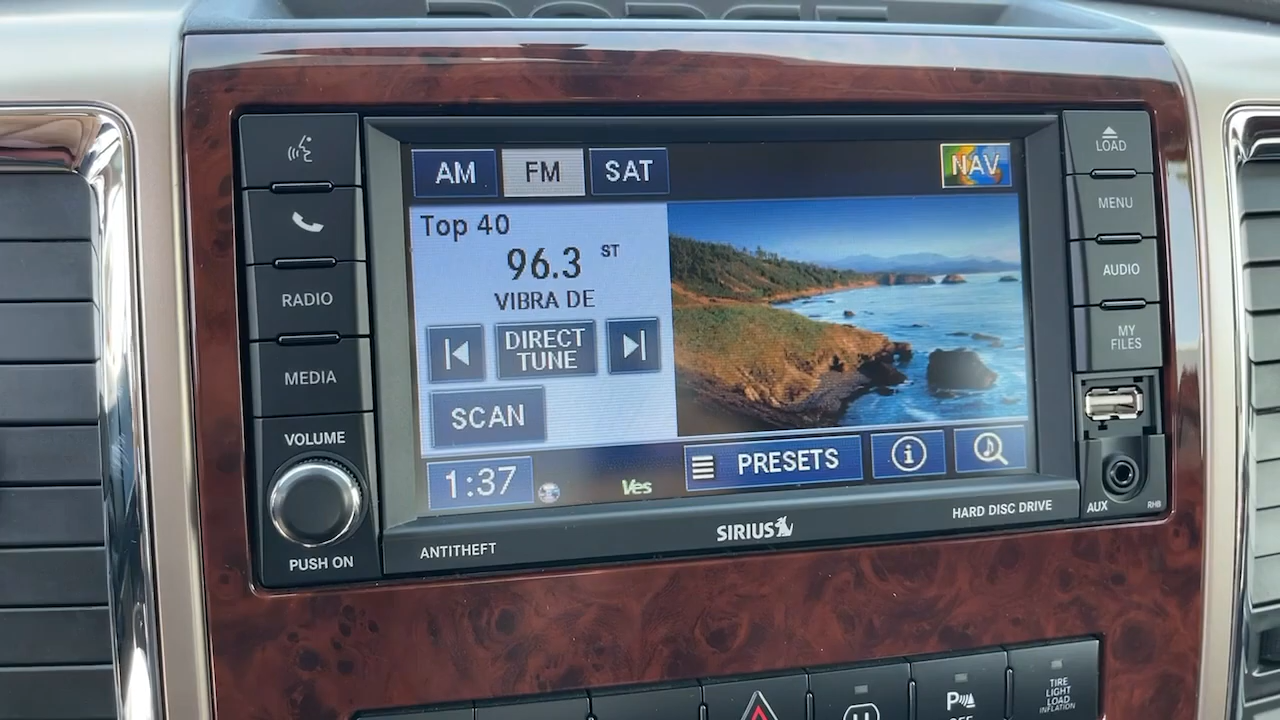 DODGE
AM
FM
SAT
NAV
Top 40
96.3 ST
VIBRA DE
DIRECT
TUNE
SCAN
1:37
Ves
PRESETS
RADIO
MEDIA
VOLUME
PUSH ON
LOAD
MENU
AUDIO
MY
FILES
AUX
RHB
ANTITHEFT
SIRIUS
HARD DISC DRIVE
P
OFF
TIRE
LIGHT
LOAD
INFLATION